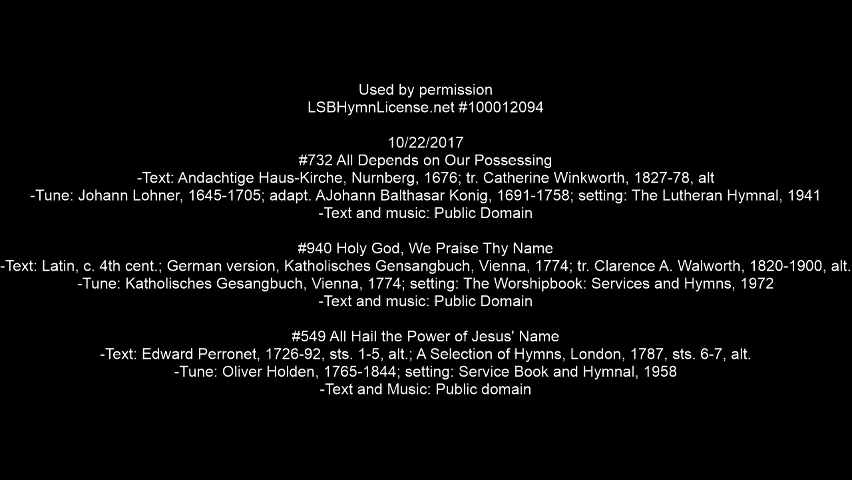 Used by permission
LSBHymnLicense.net #100012094
10/22/2017
#732 All Depends on Our Possessing
-Text: Andachtige Haus-Kirche, Nurnberg, 1676; tr. Catherine Winkworth, 1827-78, alt
-Tune: Johann Lohner, 1645-1705; adapt. AJohann Balthasar Konig, 1691-1758; setting: The Lutheran Hymnal, 1941
-Text and music: Public Domain
#940 Holy God, We Praise Thy Name
-Text: Latin, c. 4th cent.; German version, Katholisches Gensangbuch, Vienna, 1774; tr. Clarence A. Walworth, 1820-1900, alt.
-Tune: Katholisches Gesangbuch, Vienna, 1774; setting: The Worshipbook: Services and Hymns, 1972
-Text and music: Public Domain
#549 All Hail the Power of Jesus' Name
-Text: Edward Perronet, 1726-92, sts. 1-5, alt.; A Selection of Hymns, London, 1787, sts. 6-7, alt.
-Tune: Oliver Holden, 1765-1844; setting: Service Book and Hymnal, 1958
-Text and Music: Public domain